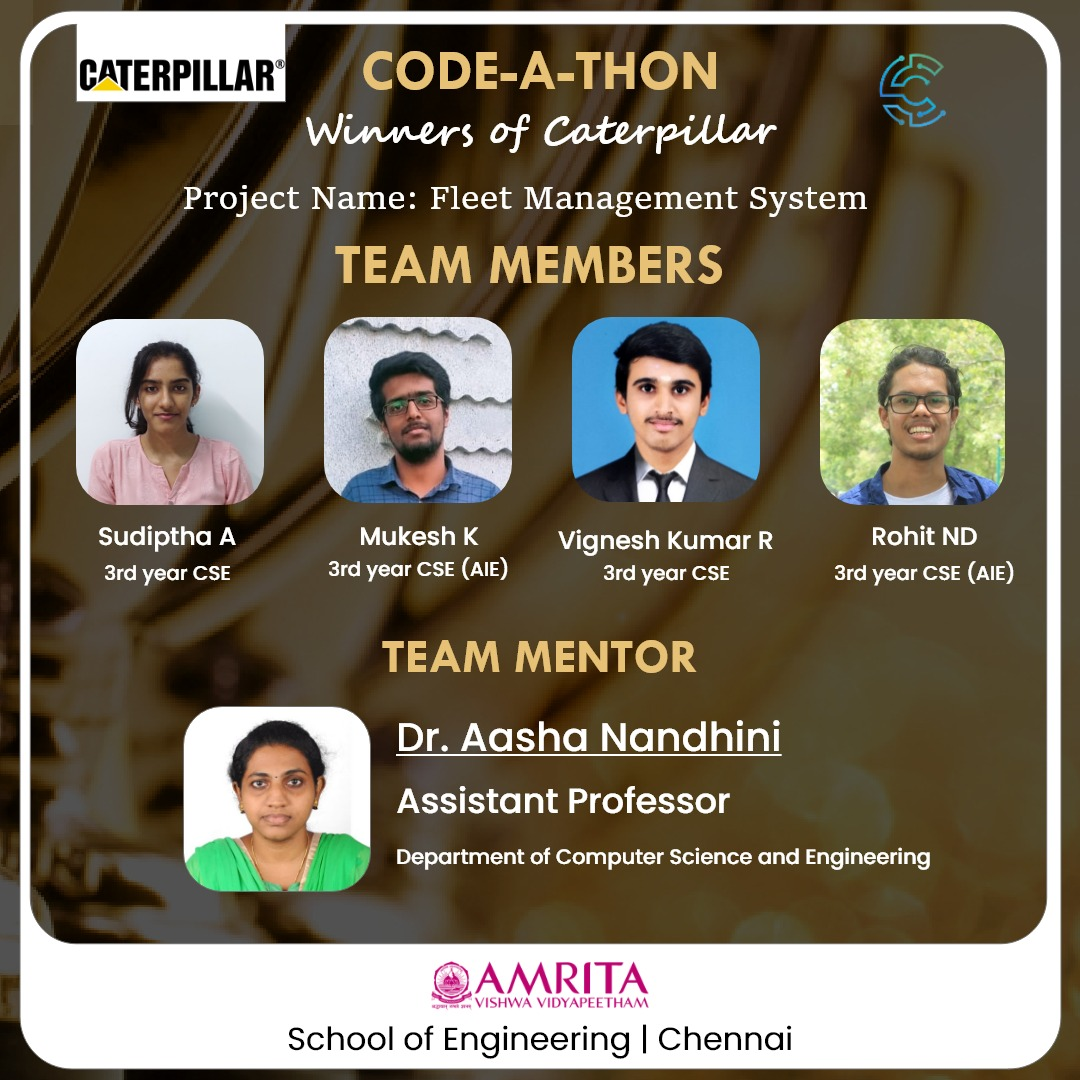 CATERPILLAR®
CODE-A-THON
Winners of Caterpillar
Project Name: Fleet Management System
TEAM MEMBERS
Sudiptha A
3rd year CSE
Mukesh K
3rd year CSE (AIE)
Vignesh Kumar R
3rd year CSE
Rohit ND
3rd year CSE (AIE)
TEAM MENTOR
Dr. Aasha Nandhini
Assistant Professor
Department of Computer Science and Engineering
AMRITA
VISHWA VIDYAPEETHAM
School of Engineering | Chennai